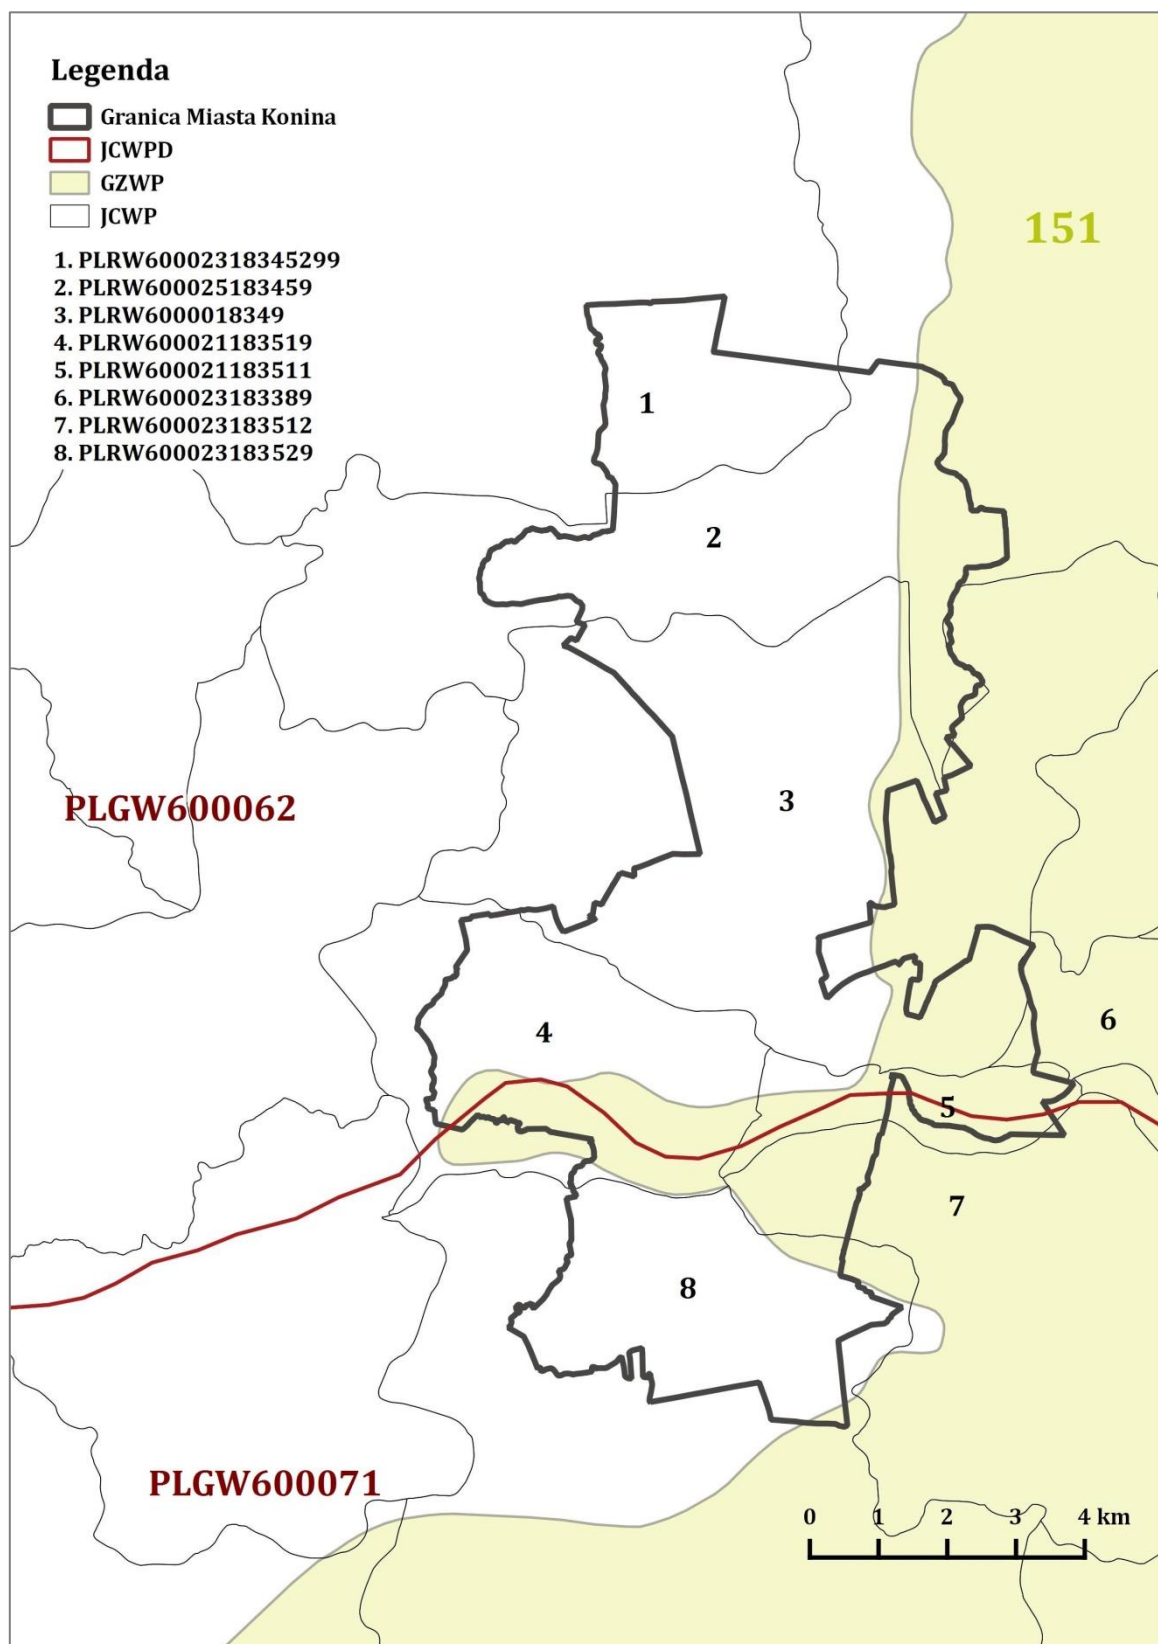 Legenda
Granica Miasta Konina
JCWPD
GZWP
JCWP
1. PLRW60002318345299
2. PLRW600025183459
3. PLRW6000018349
4. PLRW600021183519
5. PLRW600021183511
6. PLRW600023183389
7. PLRW600023183512
8. PLRW600023183529
151
1
2
3
PLGW600062
4
6
5
7
8
PLGW600071
0 1 2 3 4 km